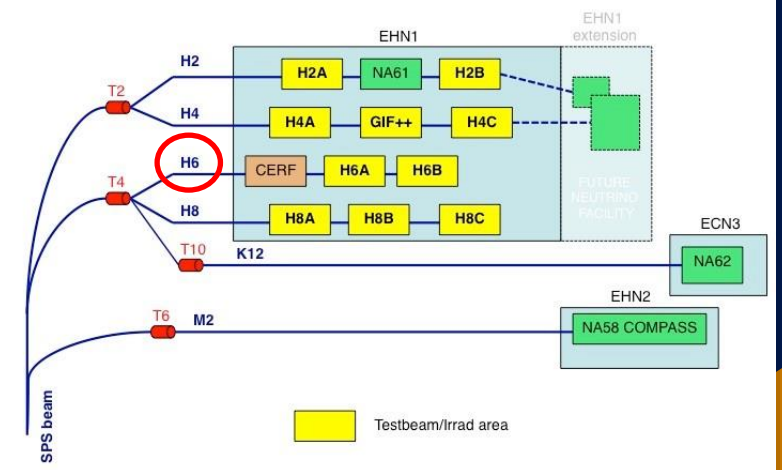 EHN1
extension
EHN1
H2
H2A
NA61
H2B
T2
H4
H4A
GIF++
H4C
H6
CERF
H6A
H6B
T4
FUTURE
NEUTRINO
FACILITY
H8
H8A
H8B
H8C
ECN3
T10
K12
NA62
EHN2
T6
M2
NA58 COMPASS
SPS beam
Testbeam/Irrad area